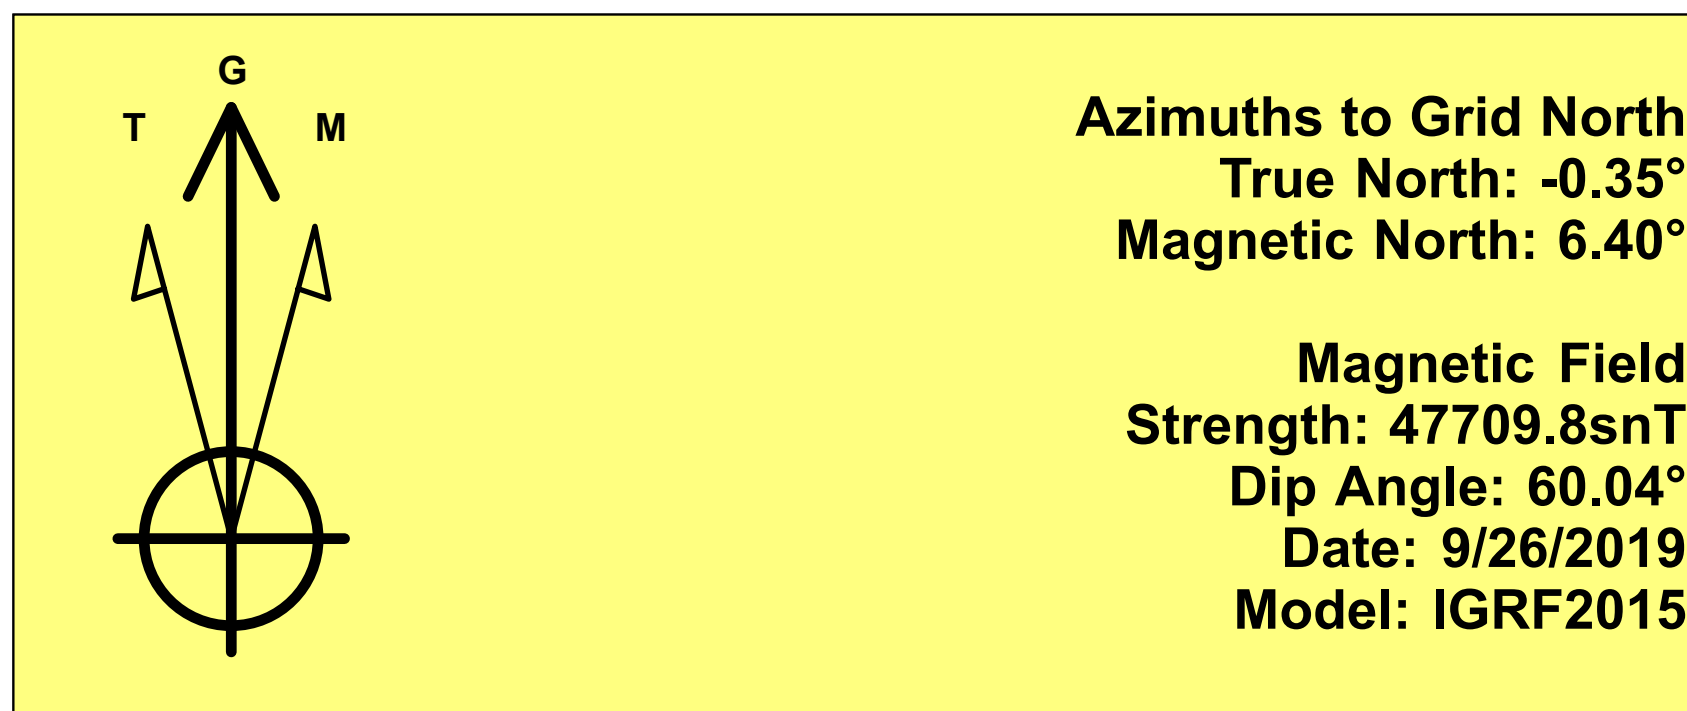 G
T M
Azimuths to Grid North
True North: -0.35°
Magnetic North: 6.40°
Magnetic Field
Strength: 47709.8snT
Dip Angle: 60.04°
Date: 9/26/2019
Model: IGRF2015